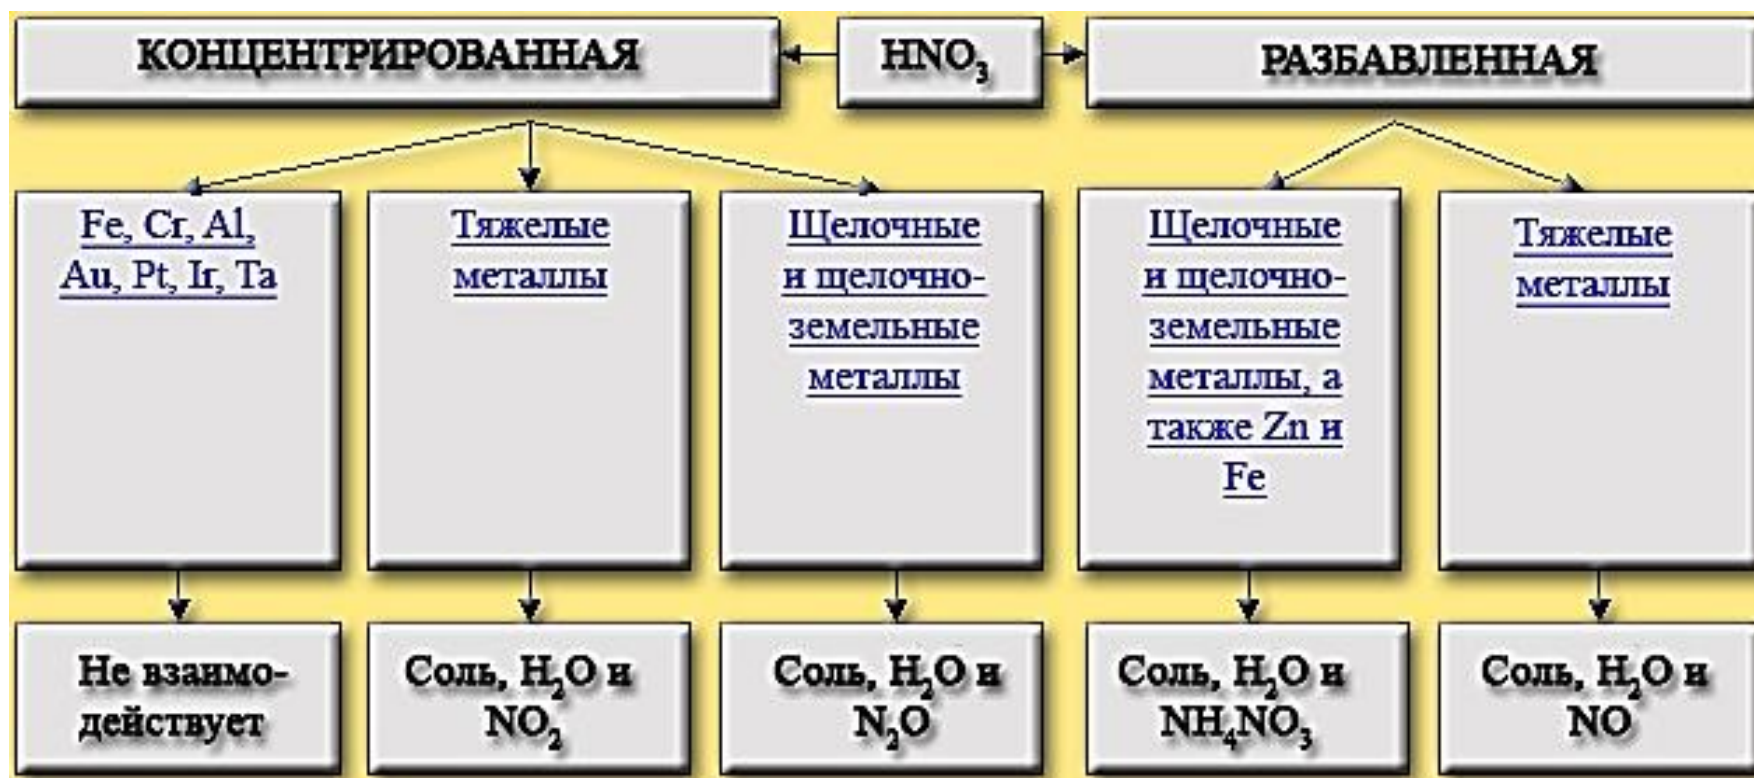 КОНЦЕНТРИРОВАННАЯ
HNO₃
РАЗБАВЛЕННАЯ
Fe, Cr, Al,
Au, Pt, Ir, Ta
Тяжелые
металлы
Щелочные
и щелочно-
земельные
металлы
Щелочные
и щелочно-
земельные
металлы, а
также Zn и
Fe
Тяжелые
металлы
Не взаимо-
действует
Соль, H₂O и
NO₂
Соль, H₂O и
N₂O
Соль, H₂O и
NH₄NO₃
Соль, H₂O и
NO